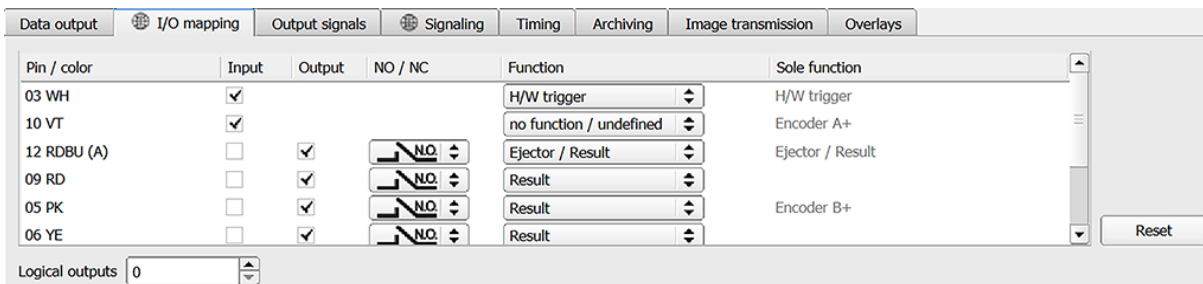 Data output I/O mapping Output signals Signaling Timing Archiving Image transmission Overlays
Pin / color Input Output NO / NC Function Sole function
03 WH H/W trigger H/W trigger
10 VT no function / undefined Encoder A+
12 RDBU (A) N.O. Ejector / Result Ejector / Result
09 RD N.O. Result
05 PK N.O. Result Encoder B+
06 YE N.O. Result
Reset
Logical outputs 0